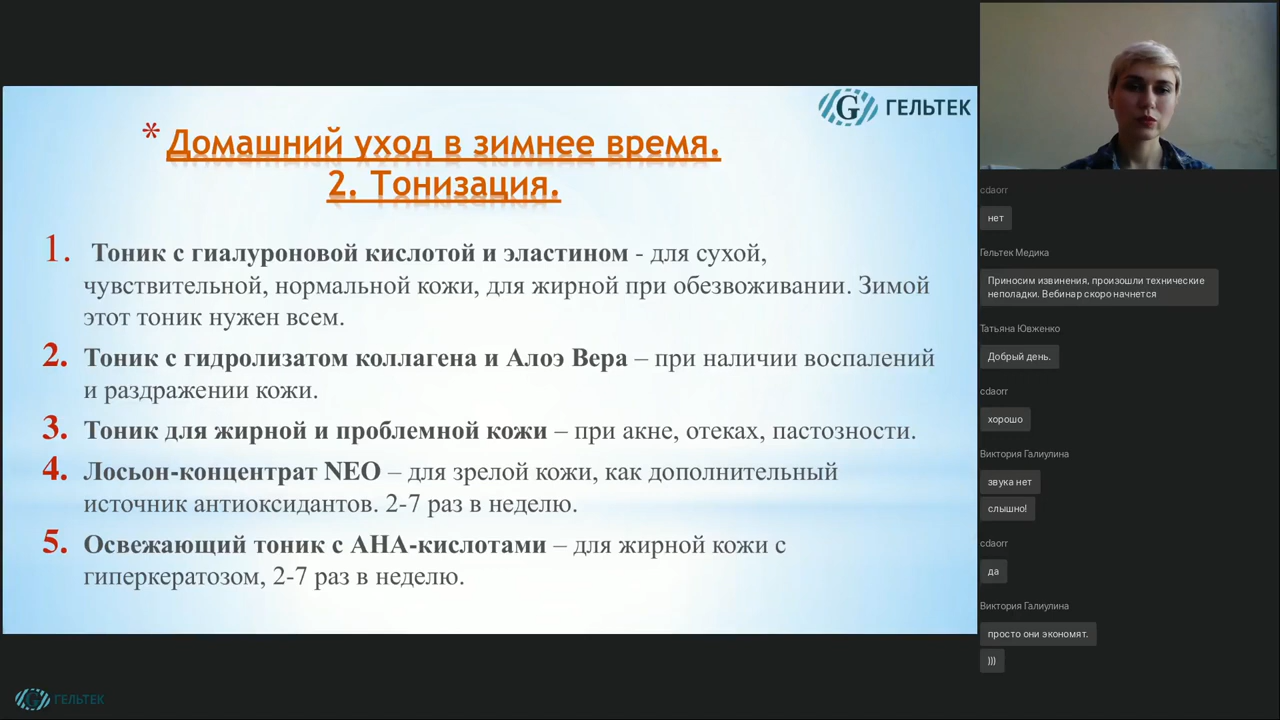 G ГЕЛЬТЕК
* Домашний уход в зимнее время.
2. Тонизация.
1. Тоник с гиалуроновой кислотой и эластином - для сухой,
чувствительной, нормальной кожи, для жирной при обезвоживании. Зимой
этот тоник нужен всем.
2. Тоник с гидролизатом коллагена и Алоэ Вера – при наличии воспалений
и раздражении кожи.
3. Тоник для жирной и проблемной кожи – при акне, отеках, пастозности.
4. Лосьон-концентрат NEO – для зрелой кожи, как дополнительный
источник антиоксидантов. 2-7 раз в неделю.
5. Освежающий тоник с АНА-кислотами – для жирной кожи с
гиперкератозом, 2-7 раз в неделю.
G ГЕЛЬТЕК
cdaorr
нет
Гельтек Медика
Приносим извинения, произошли технические
неполадки. Вебинар скоро начнется
Татьяна Ювженко
Добрый день.
cdaorr
хорошо
Виктория Галиулина
звука нет
слышно!
cdaorr
да
Виктория Галиулина
просто они экономят.
)))